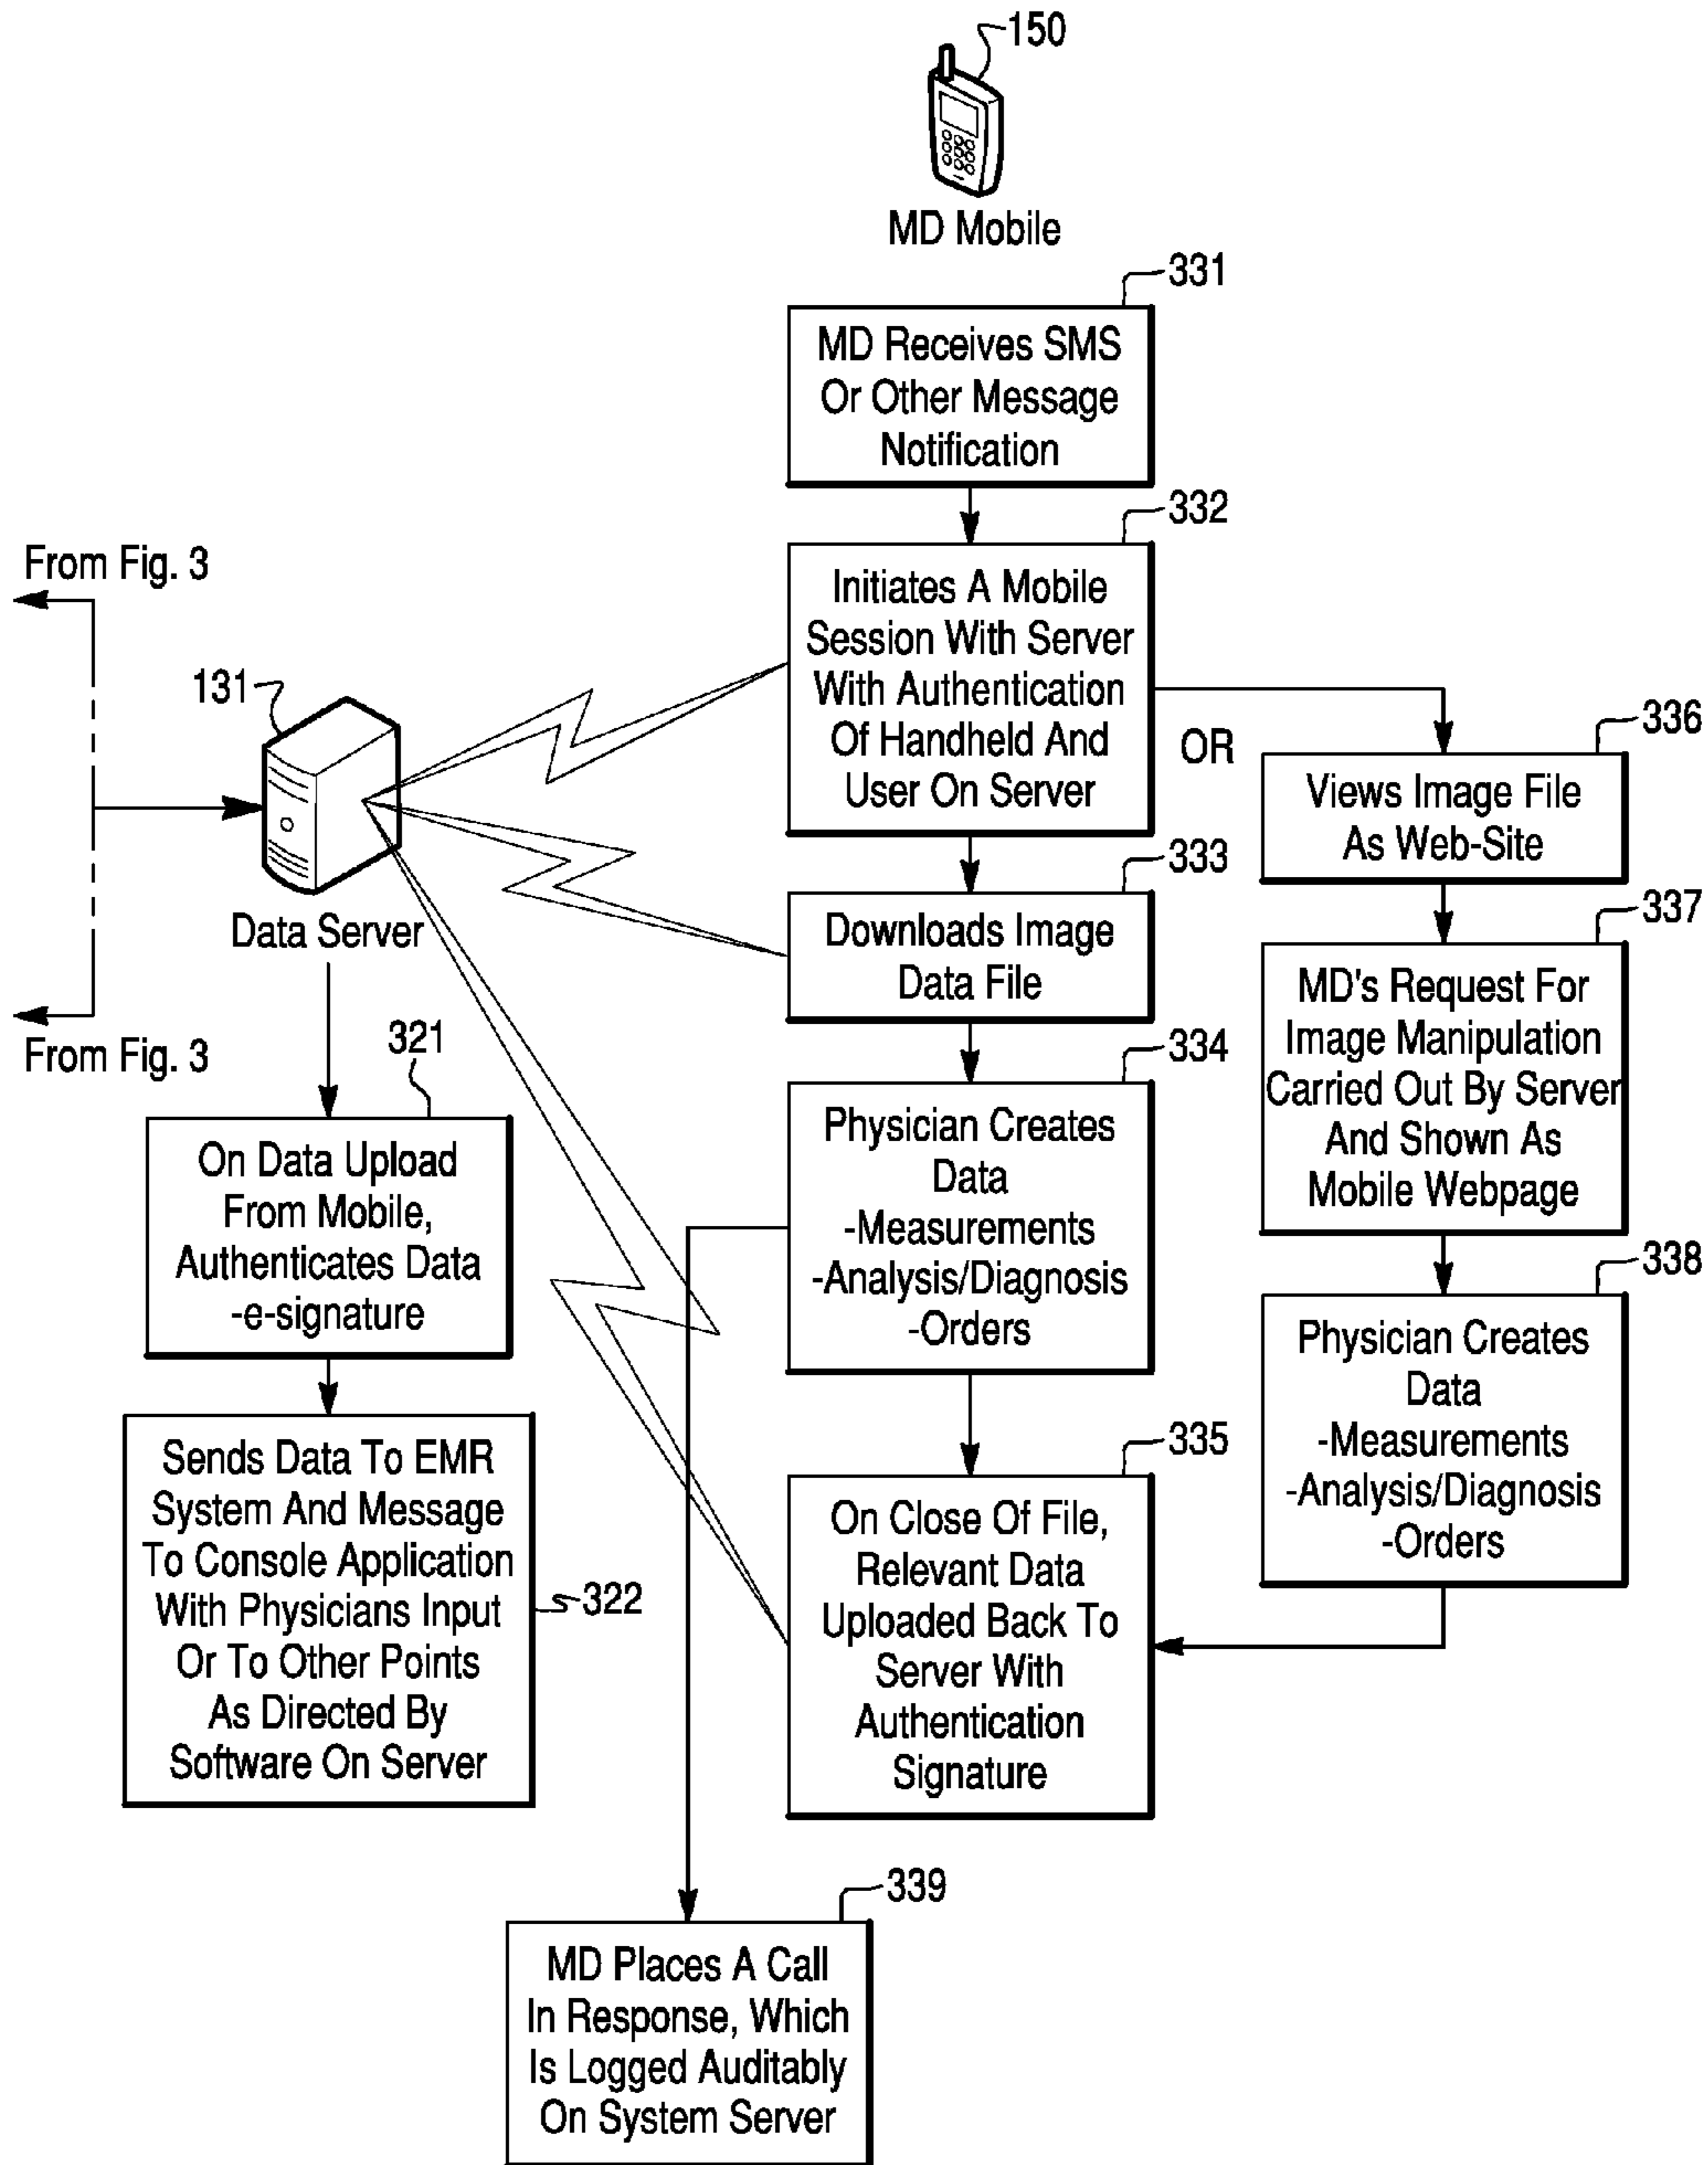 150
MD Mobile
331
MD Receives SMS
Or Other Message
Notification
332
Initiates A Mobile
Session With Server
With Authentication
Of Handheld And
User On Server
OR
From Fig. 3
131
Data Server
From Fig. 3
333
Downloads Image
Data File
336
Views Image File
As Web-Site
337
MD's Request For
Image Manipulation
Carried Out By Server
And Shown As
Mobile Webpage
321
On Data Upload
From Mobile,
Authenticates Data
-e-signature
334
Physician Creates
Data
-Measurements
-Analysis/Diagnosis
-Orders
338
Physician Creates
Data
-Measurements
-Analysis/Diagnosis
-Orders
322
Sends Data To EMR
System And Message
To Console Application
With Physicians Input
Or To Other Points
As Directed By
Software On Server
335
On Close Of File,
Relevant Data
Uploaded Back To
Server With
Authentication
Signature
339
MD Places A Call
In Response, Which
Is Logged Auditably
On System Server